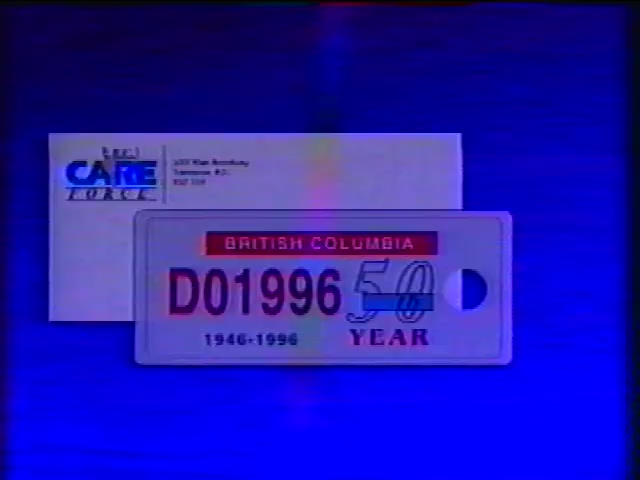 CARE
FORCE
BRITISH COLUMBIA
D01996
50
1946-1996
YEAR